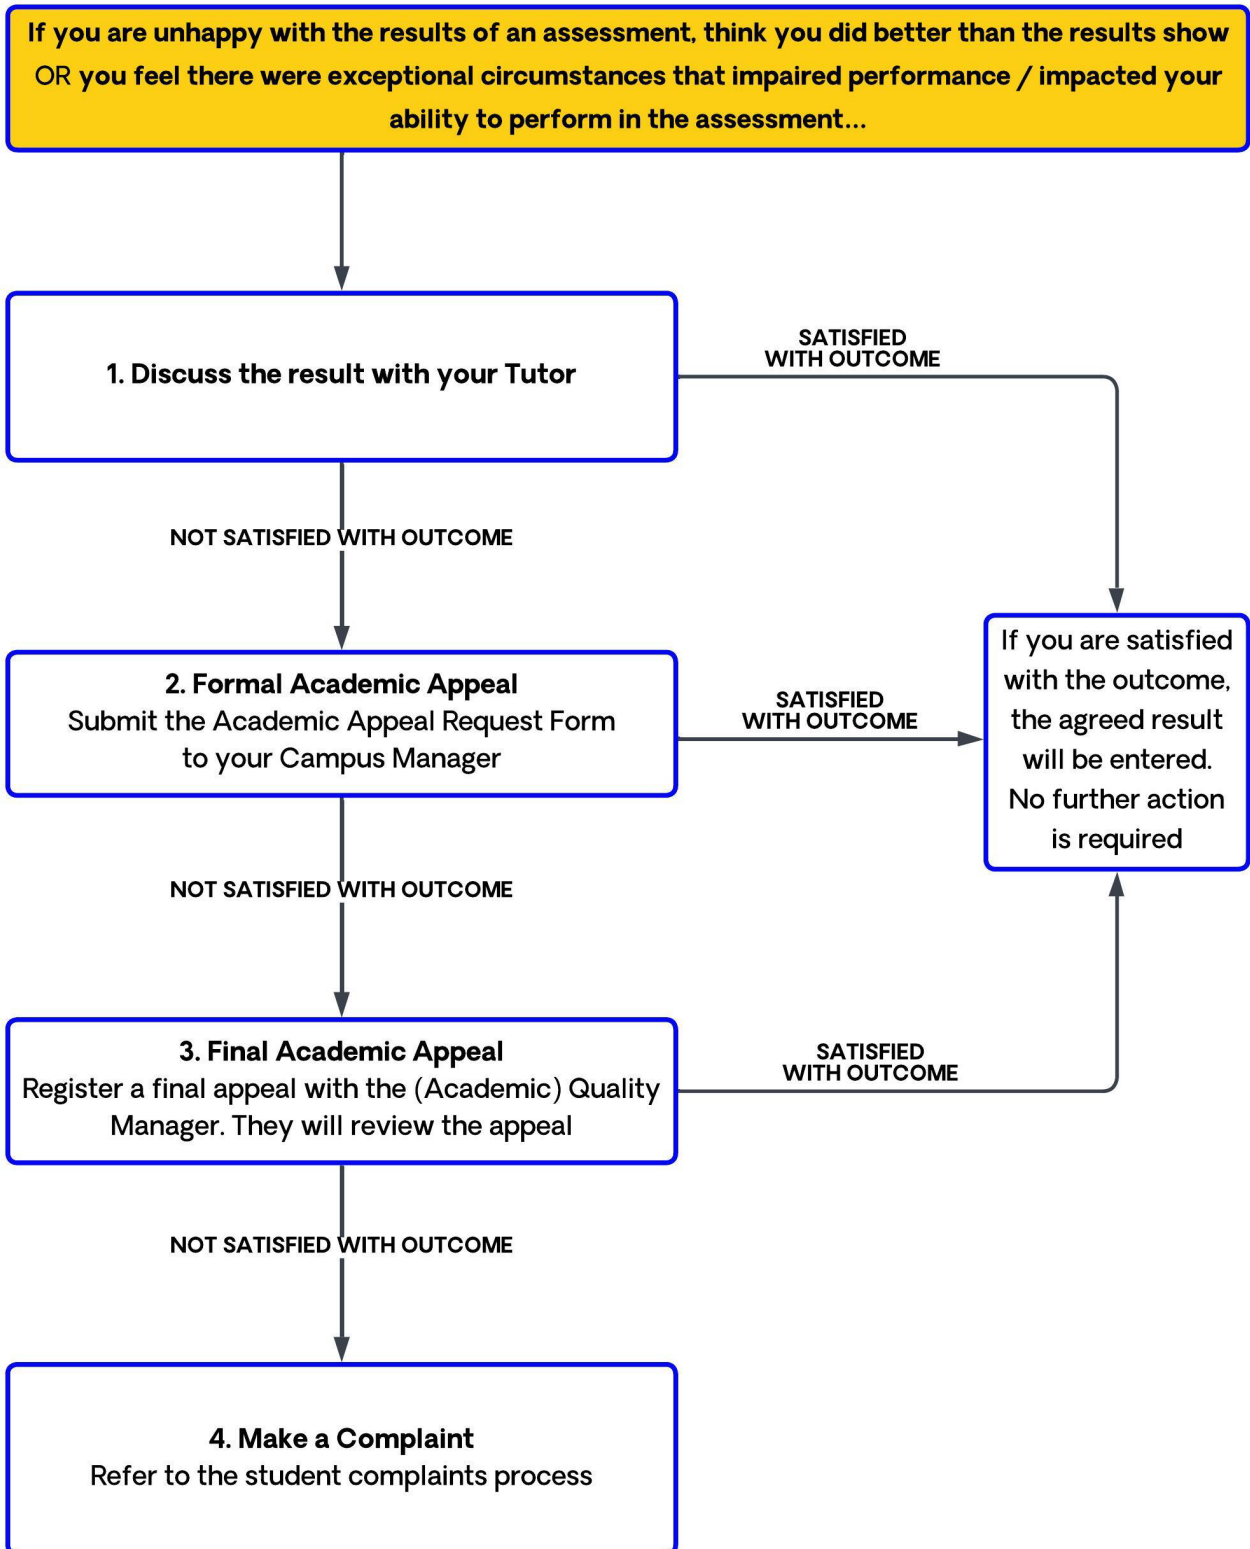 If you are unhappy with the results of an assessment, think you did better than the results show
OR you feel there were exceptional circumstances that impaired performance / impacted your
ability to perform in the assessment...
1. Discuss the result with your Tutor
SATISFIED
WITH OUTCOME
NOT SATISFIED WITH OUTCOME
2. Formal Academic Appeal
Submit the Academic Appeal Request Form
to your Campus Manager
SATISFIED
WITH OUTCOME
If you are satisfied
with the outcome,
the agreed result
will be entered.
No further action
is required
NOT SATISFIED WITH OUTCOME
3. Final Academic Appeal
Register a final appeal with the (Academic) Quality
Manager. They will review the appeal
SATISFIED
WITH OUTCOME
NOT SATISFIED WITH OUTCOME
4. Make a Complaint
Refer to the student complaints process